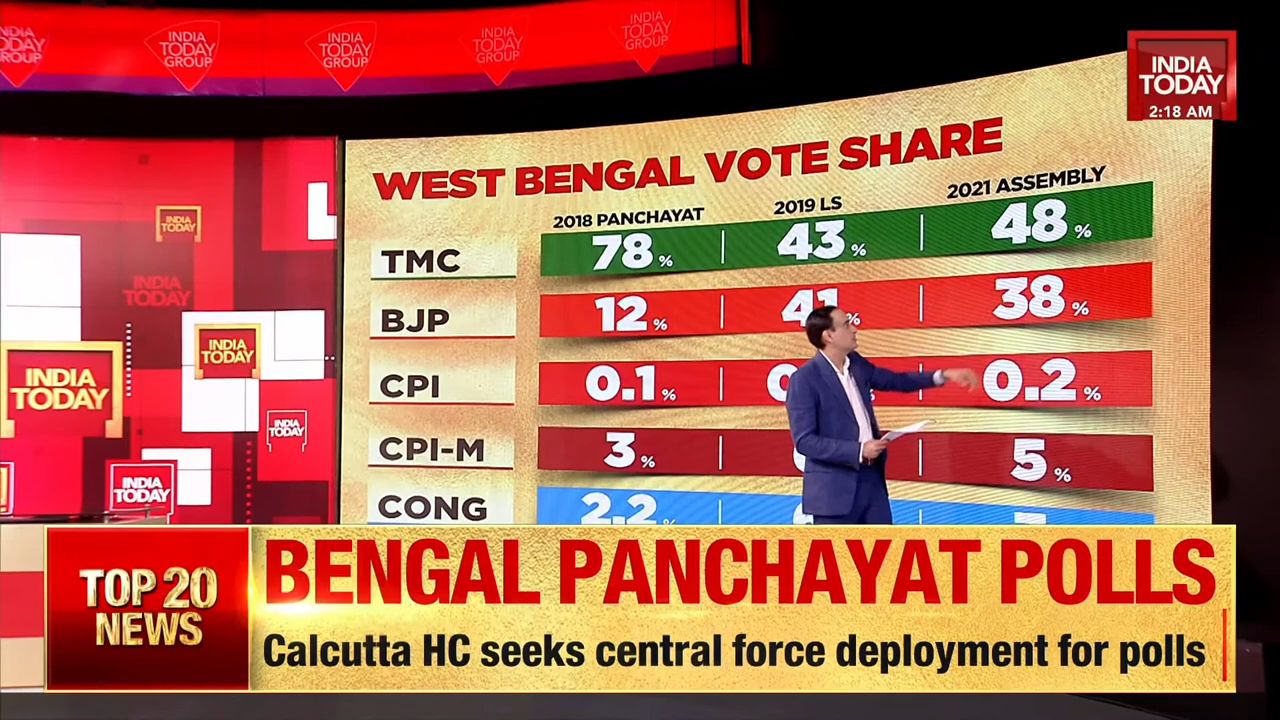 INDIA
TODAY
GROUP
INDIA
TODAY
GROUP
INDIA
TODAY
GROUP
INDIA
TODAY
GROUP
INDIA
TODAY
2:18 AM
WEST BENGAL VOTE SHARE
2018 PANCHAYAT 2019 LS 2021 ASSEMBLY
TMC 78 % 43 % 48 %
BJP 12 % 41 % 38 %
CPI 0.1 % 0.2 %
CPI-M 3 % 5 %
CONG 2.2 %
INDIA
TODAY
INDIA
TODAY
INDIA
TODAY
INDIA
TODAY
INDIA
TODAY
INDIA
TODAY
TOP 20
NEWS
BENGAL PANCHAYAT POLLS
Calcutta HC seeks central force deployment for polls